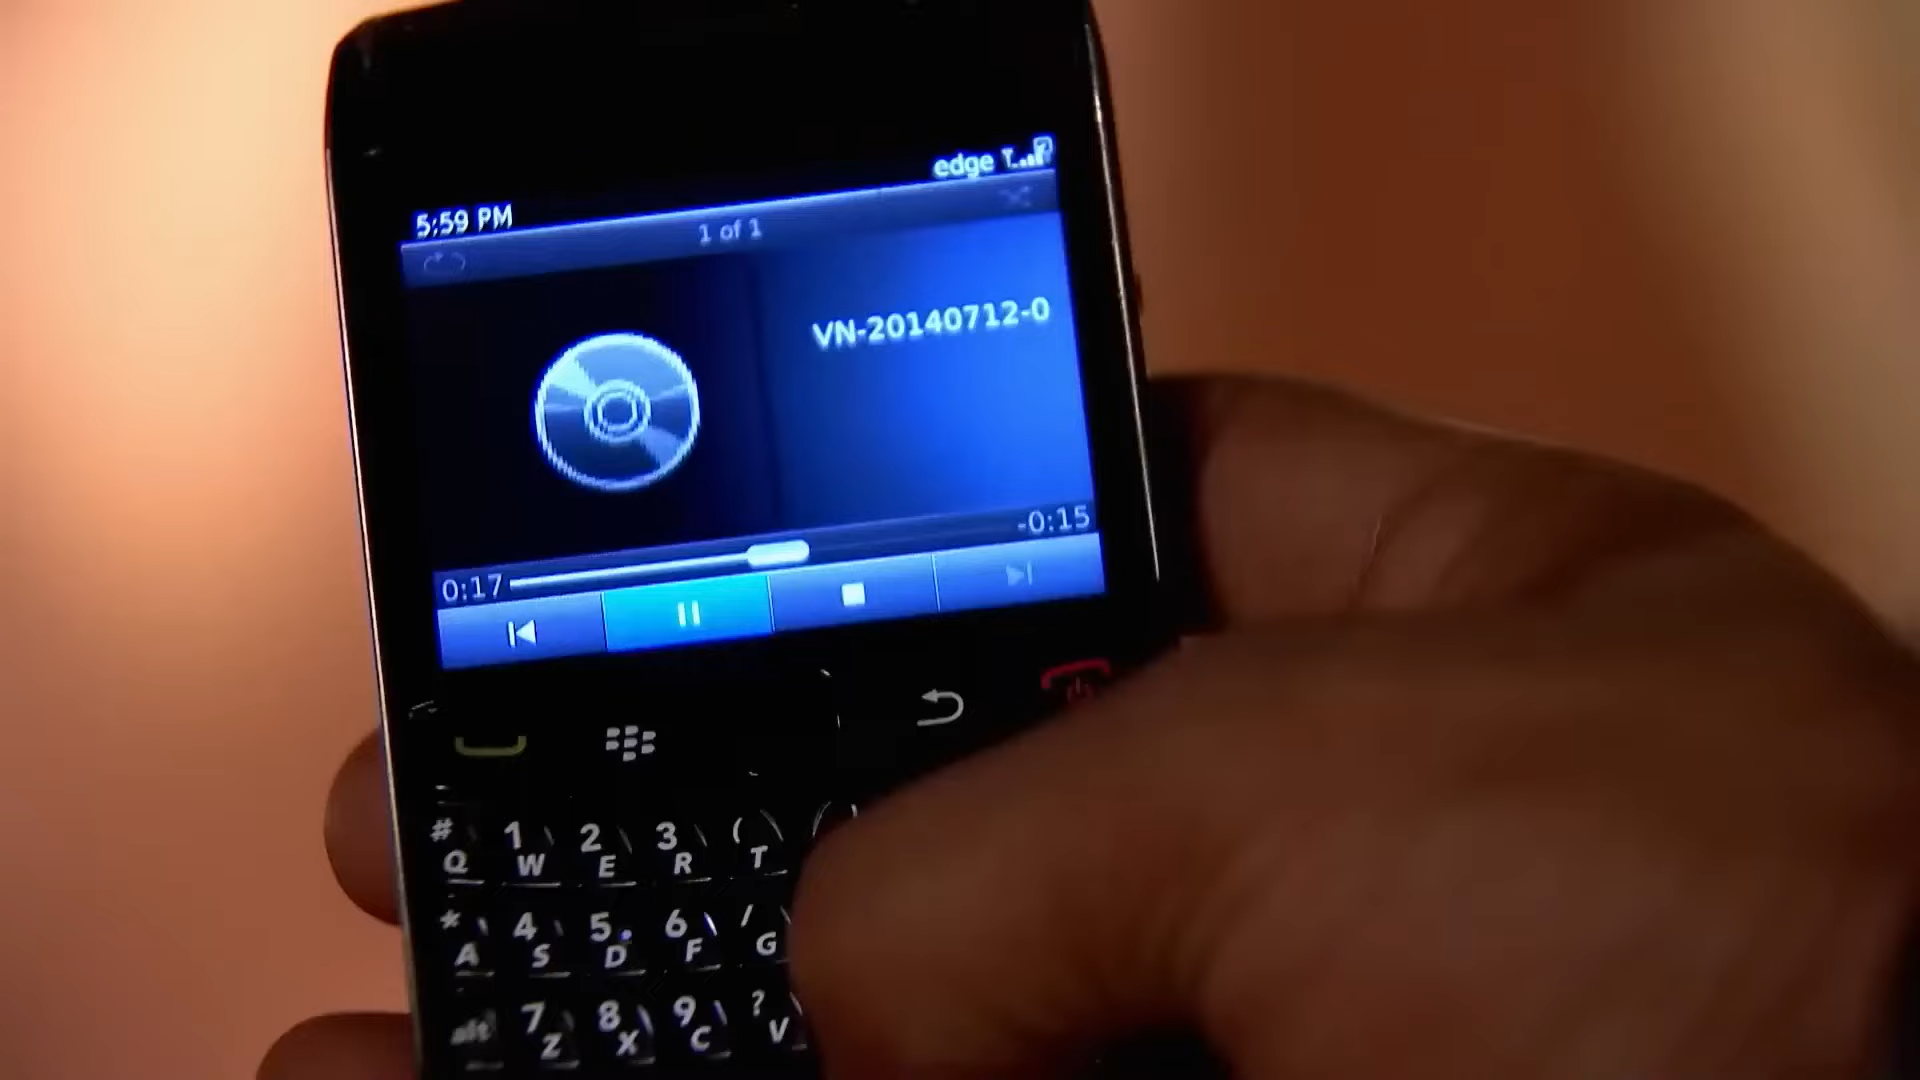 edge
5:59 PM
1 of 1
VN-20140712-0
-0:15
0:17
# 1 2 3 (
Q W E R T
* 4 5 6 /
A S D F G
7 8 9 ?
alt Z X C V